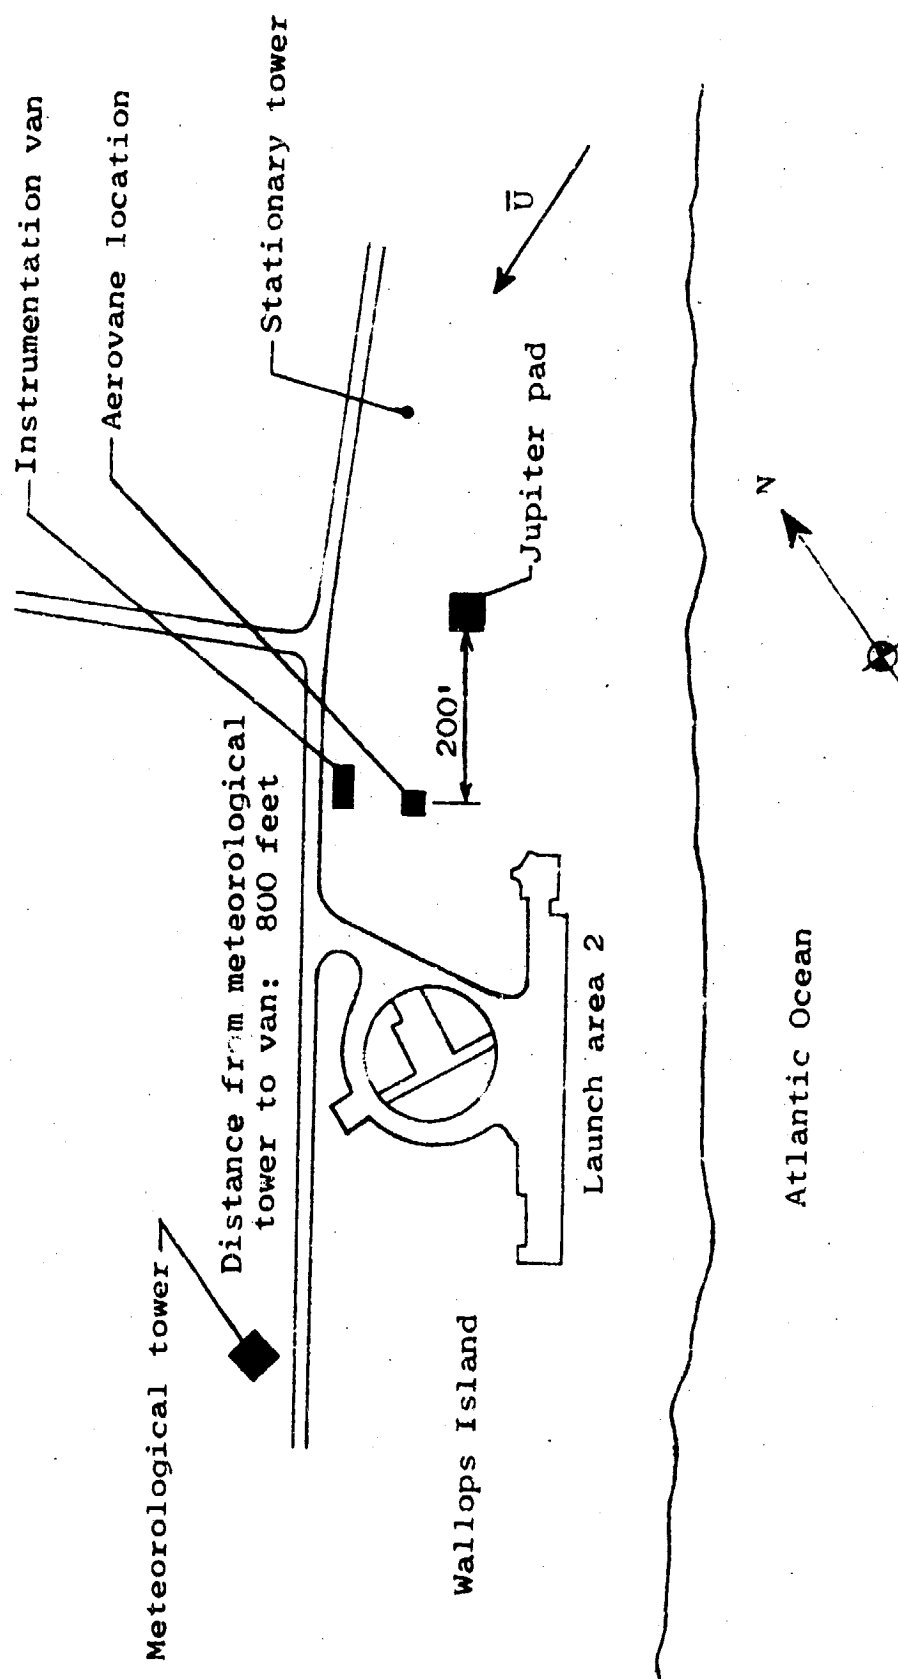 Instrumentation van
Aerovane location
Stationary tower
U
Jupiter pad
N
200'
Distance from meteorological
tower to van: 800 feet
Meteorological tower
Launch area 2
Wallops Island
Atlantic Ocean